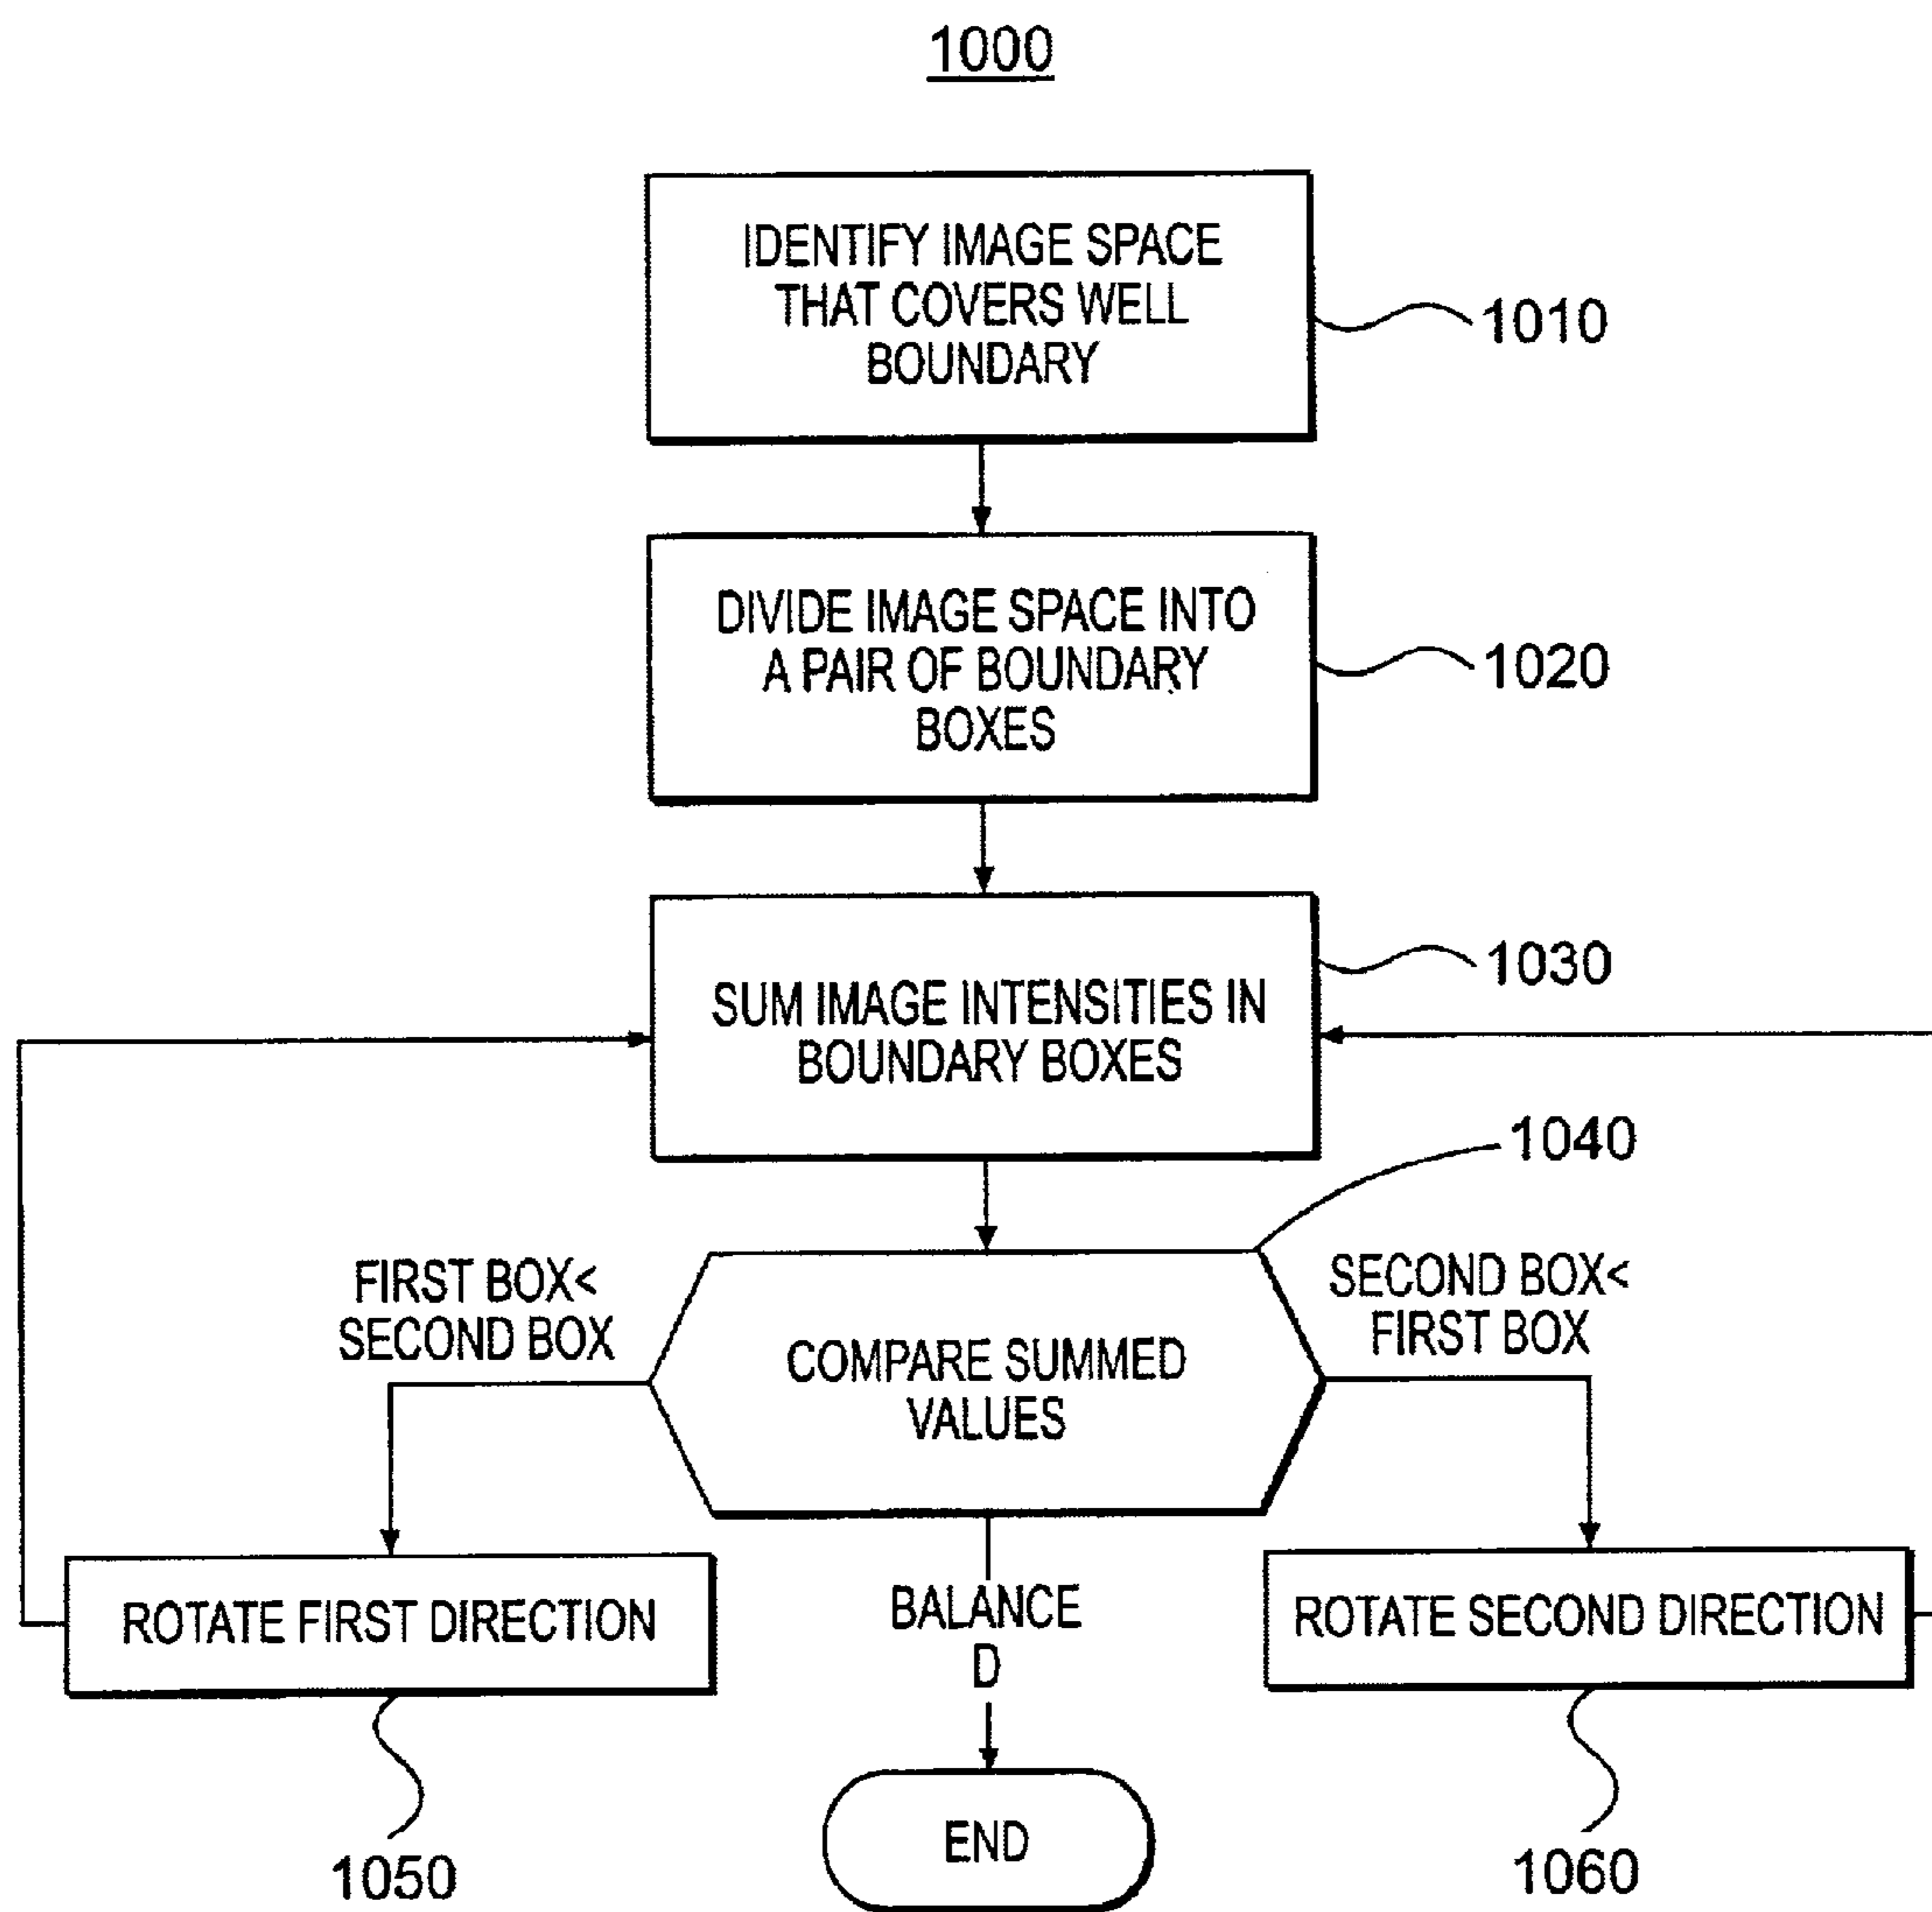 1000
IDENTIFY IMAGE SPACE
THAT COVERS WELL
BOUNDARY
1010
DIVIDE IMAGE SPACE INTO
A PAIR OF BOUNDARY
BOXES
1020
SUM IMAGE INTENSITIES IN
BOUNDARY BOXES
1030
1040
FIRST BOX<
SECOND BOX
COMPARE SUMMED
VALUES
SECOND BOX<
FIRST BOX
ROTATE FIRST DIRECTION
BALANCE
D
ROTATE SECOND DIRECTION
1050
END
1060